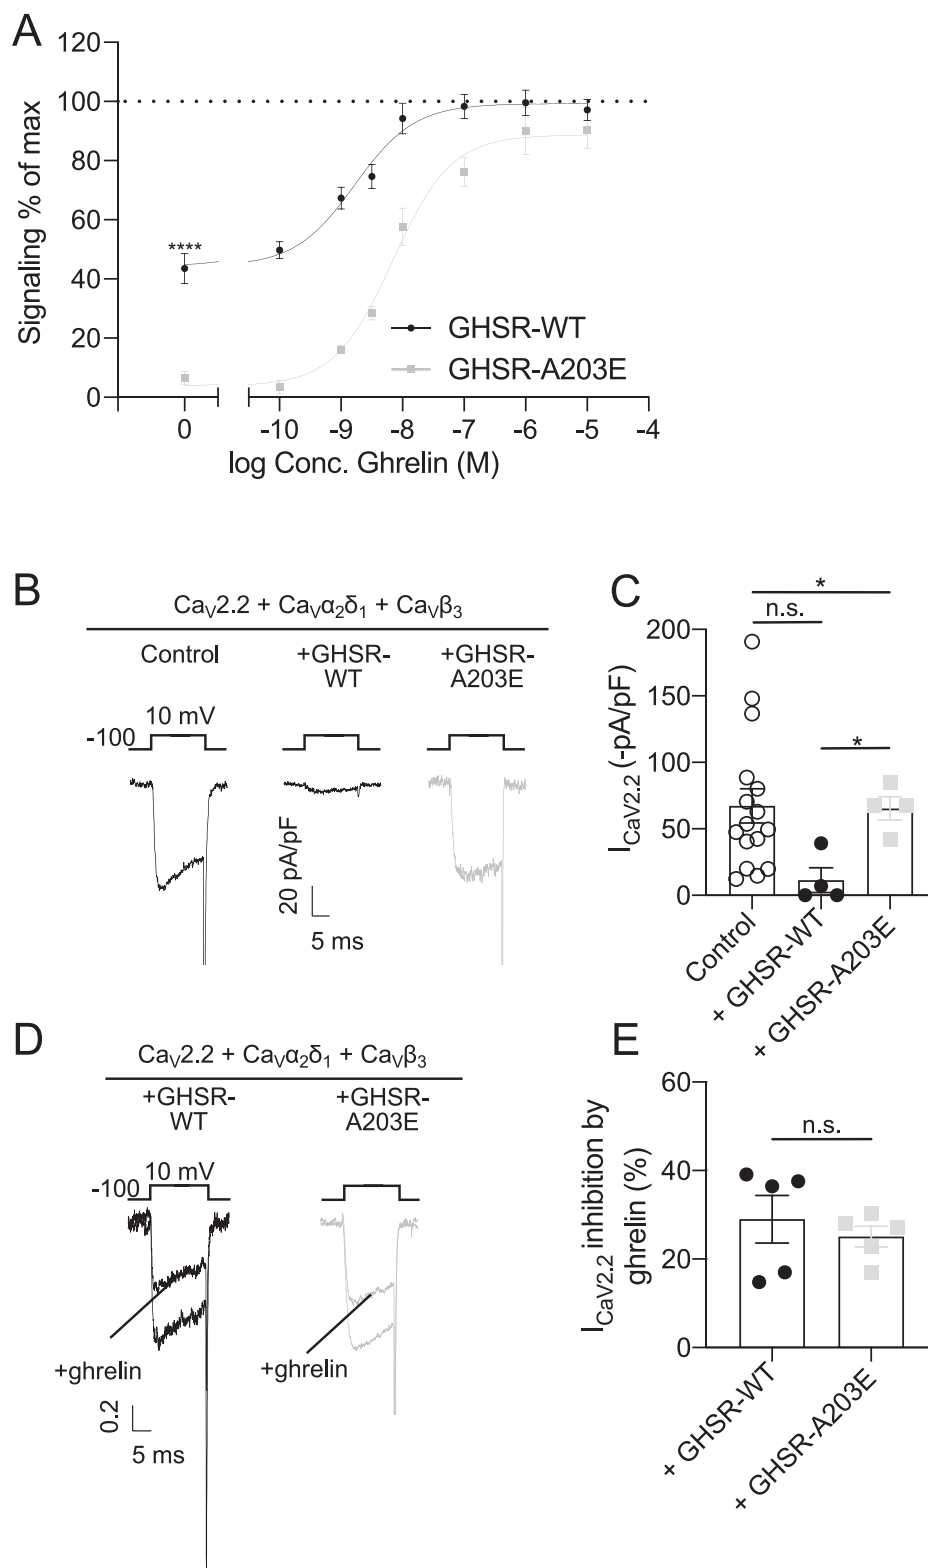 A
120
100
80
60
40
20
0
Signaling % of max
****
GHSR-WT
GHSR-A203E
0 -10 -9 -8 -7 -6 -5 -4
log Conc. Ghrelin (M)
B
CaV2.2 + CaVα2δ1 + CaVβ3
Control
+GHSR-
WT
+GHSR-
A203E
10 mV
-100
20 pA/pF
5 ms
C
*
n.s.
*
200
150
100
50
0
ICaV2.2 (-pA/pF)
Control
+ GHSR-WT
+ GHSR-A203E
D
CaV2.2 + CaVα2δ1 + CaVβ3
+GHSR-
WT
+GHSR-
A203E
10 mV
-100
+ghrelin
+ghrelin
0.2
5 ms
E
60
40
20
0
n.s.
ICaV2.2 inhibition by
ghrelin (%)
+ GHSR-WT
+ GHSR-A203E